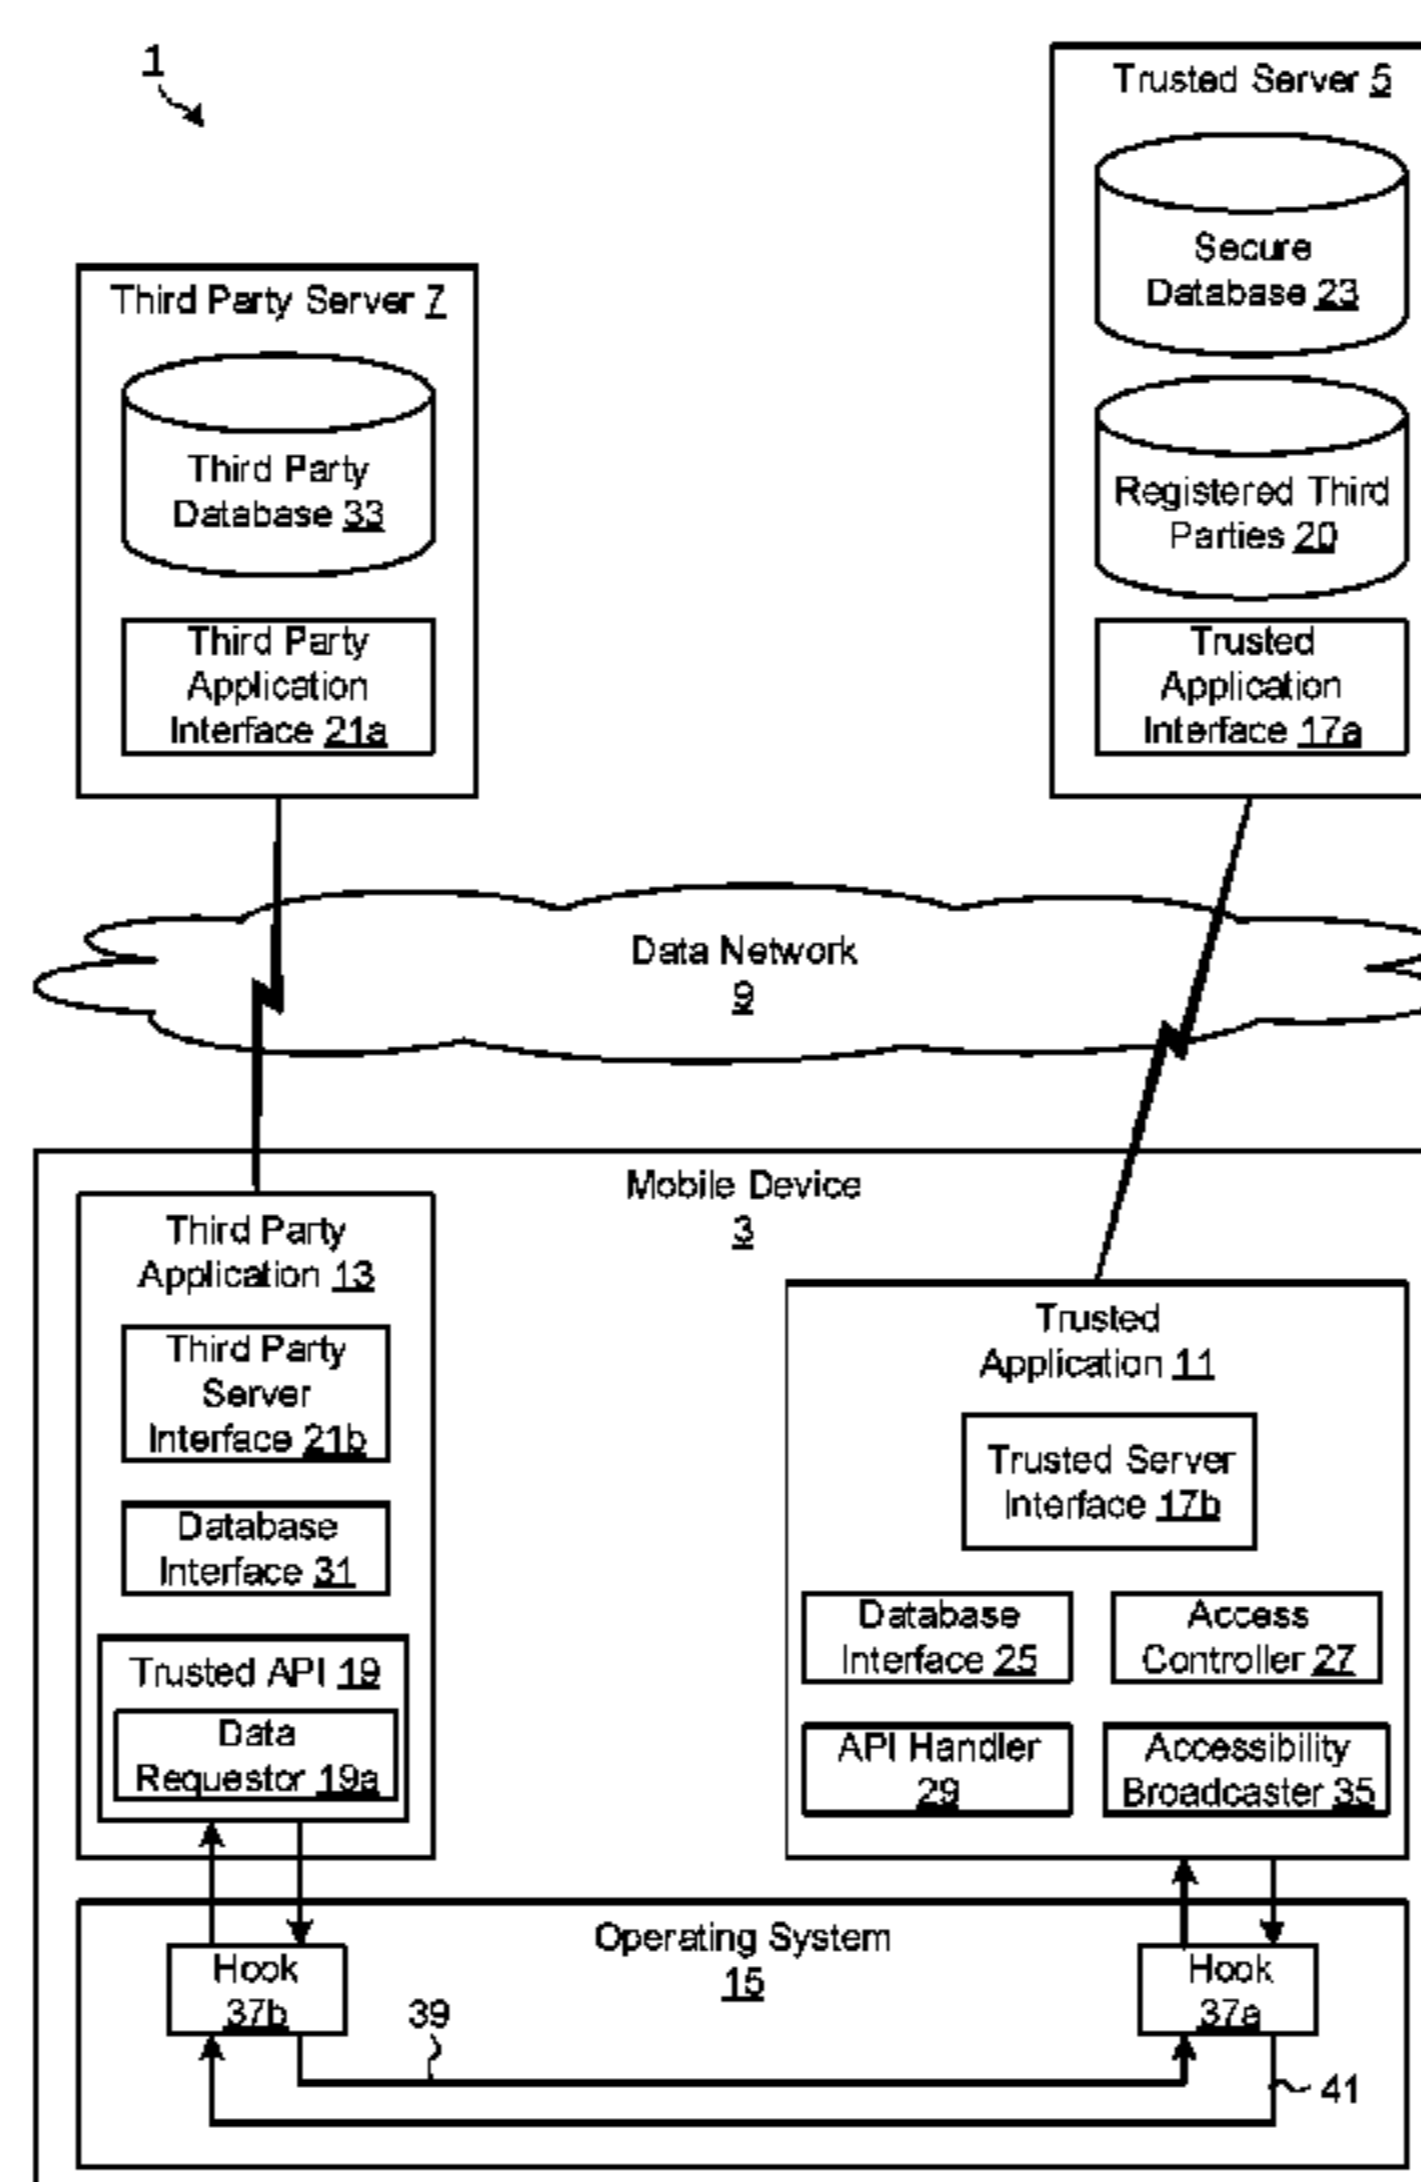 1
Trusted Server 5
Secure
Database 23
Registered Third
Parties 20
Trusted
Application
Interface 17a
Third Party Server 7
Third Party
Database 33
Third Party
Application
Interface 21a
Data Network
9
Mobile Device
3
Third Party
Application 13
Third Party
Server
Interface 21b
Database
Interface 31
Trusted API 19
Data
Requestor 19a
Trusted
Application 11
Trusted Server
Interface 17b
Database
Interface 25
Access
Controller 27
API Handler
29
Accessibility
Broadcaster 35
Operating System
15
Hook
37b
39
Hook
37a
41